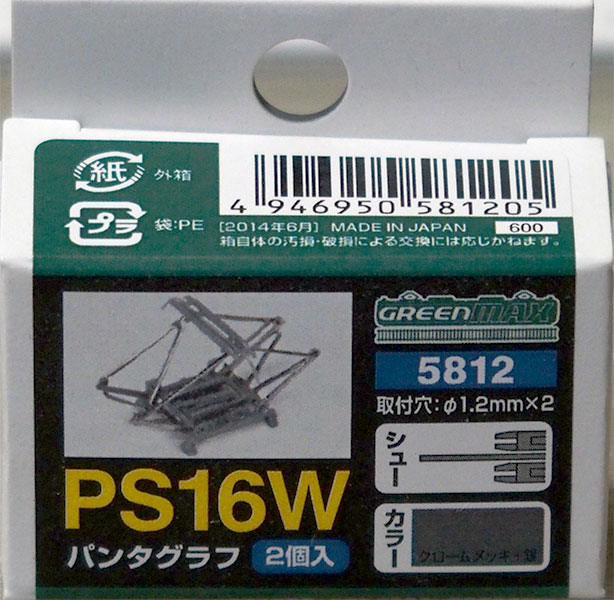 紙 外箱
4 946950 581205
プラ 袋:PE [2014年6月] MADE IN JAPAN 600
箱自体の汚損・破損による交換には応じかねます。
GREENMAX
5812
取付穴:φ1.2mm×2
シュー
PS16W
カラー
クロームメッキ+銀
パンタグラフ 2個入